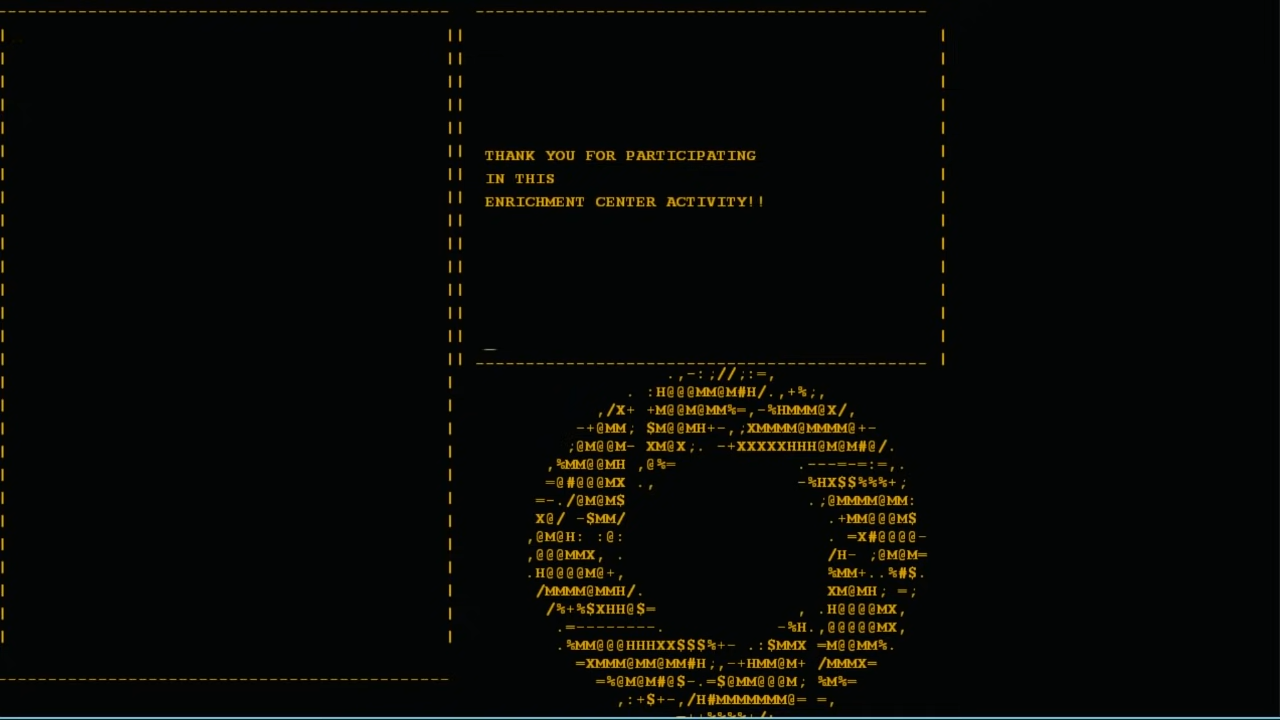 THANK YOU FOR PARTICIPATING
IN THIS
ENRICHMENT CENTER ACTIVITY!!